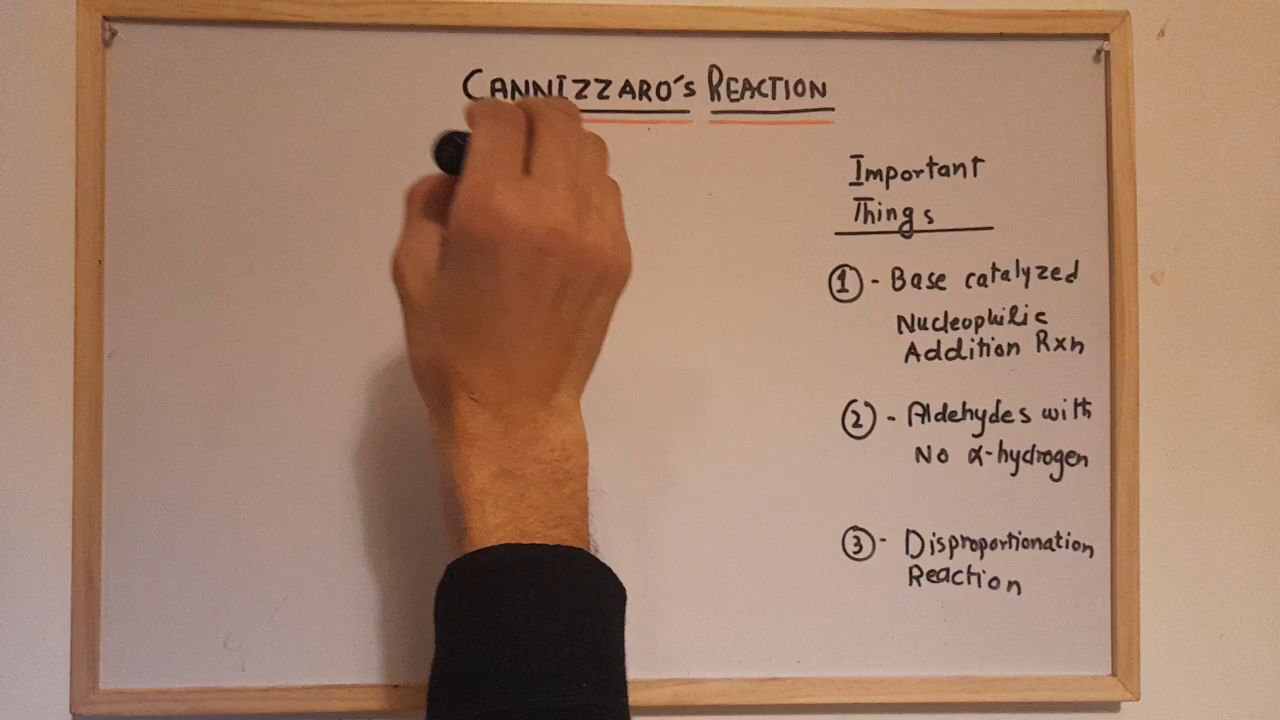 CANNIZZARO'S REACTION
Important
Things
1 - Base catalyzed
Nucleophilic
Addition Rxn
2 - Aldehydes with
No α-hydrogen
3 - Disproportionation
Reaction